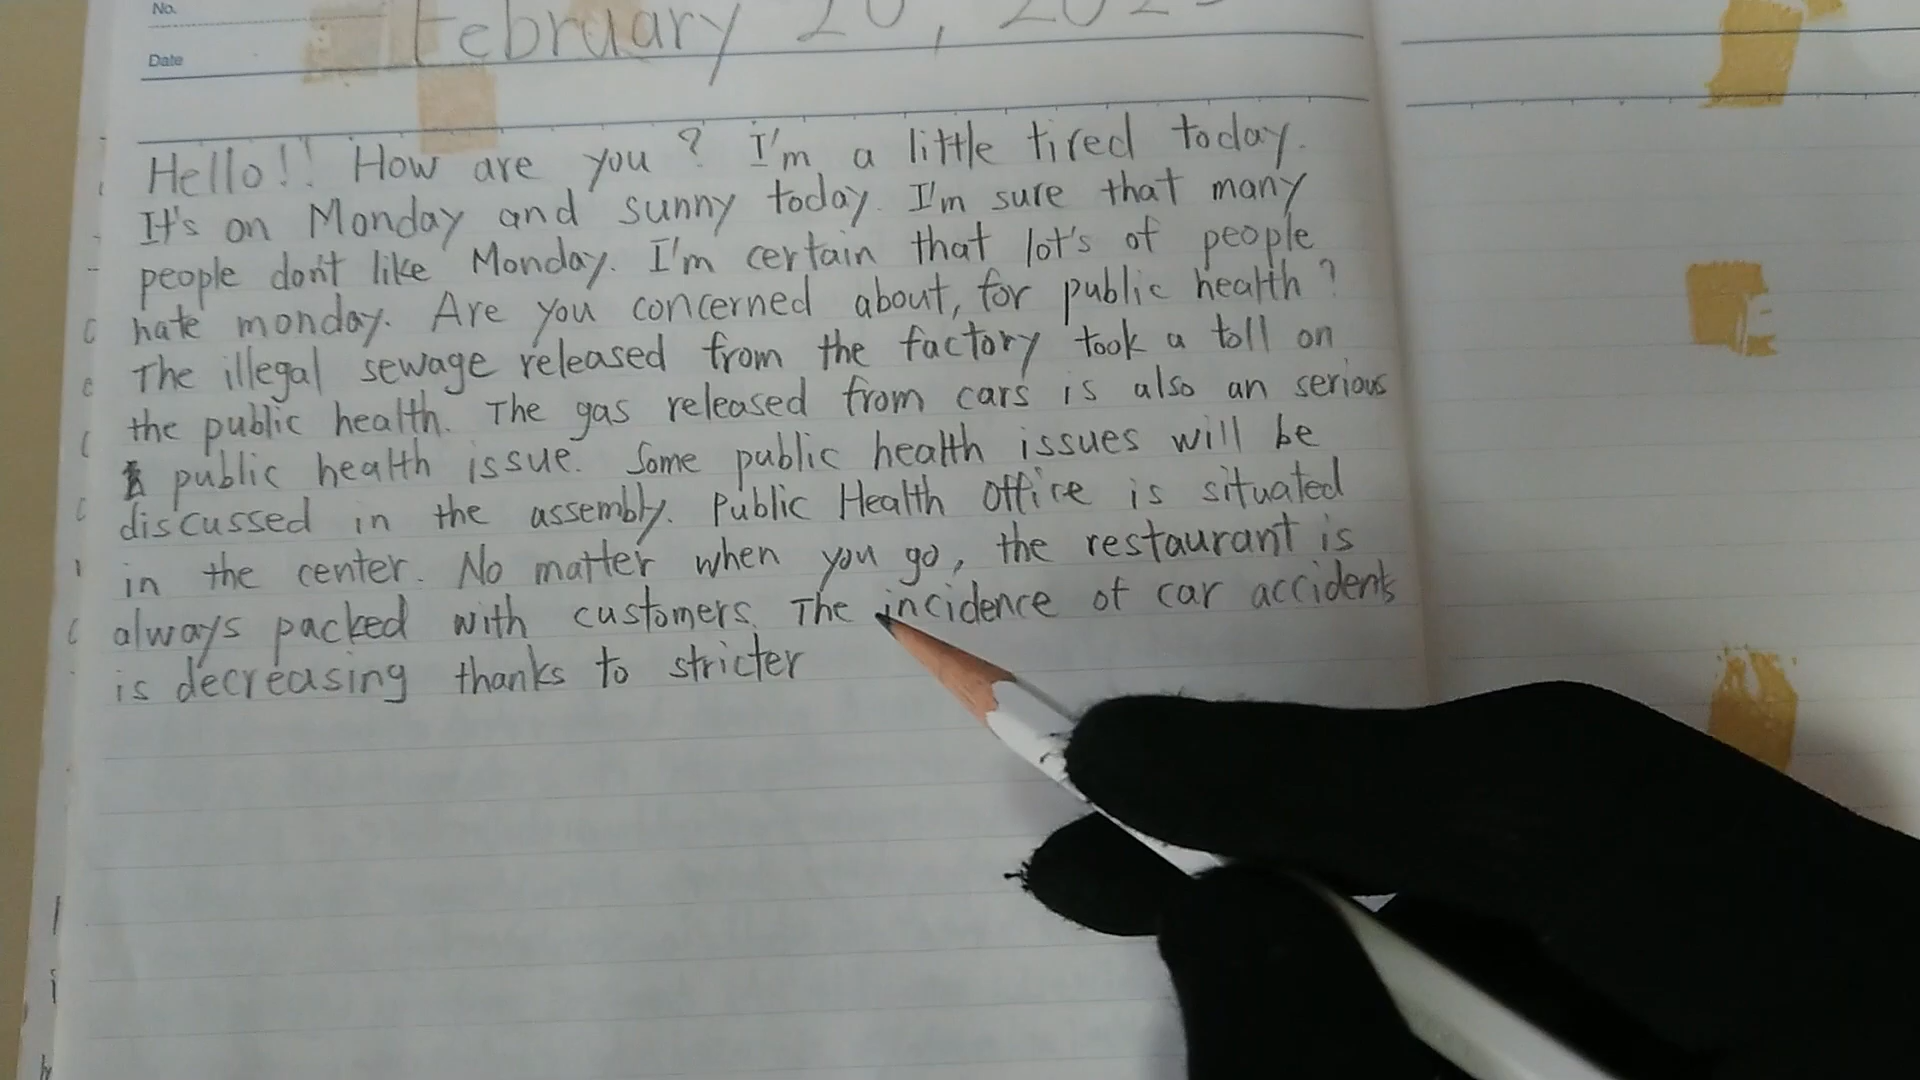 No.
Date
February 20, 202
Hello!! How are you? I'm a little tired today.
It's on Monday and sunny today. I'm sure that many
people don't like Monday. I'm certain that lot's of people
hate monday. Are you concerned about, for public health?
The illegal sewage released from the factory took a toll on
the public health. The gas released from cars is also an serious
public health issue. Some public health issues will be
discussed in the assembly. Public Health Office is situated
in the center. No matter when you go, the restaurant is
always packed with customers. The incidence of car accidents
is decreasing thanks to stricter